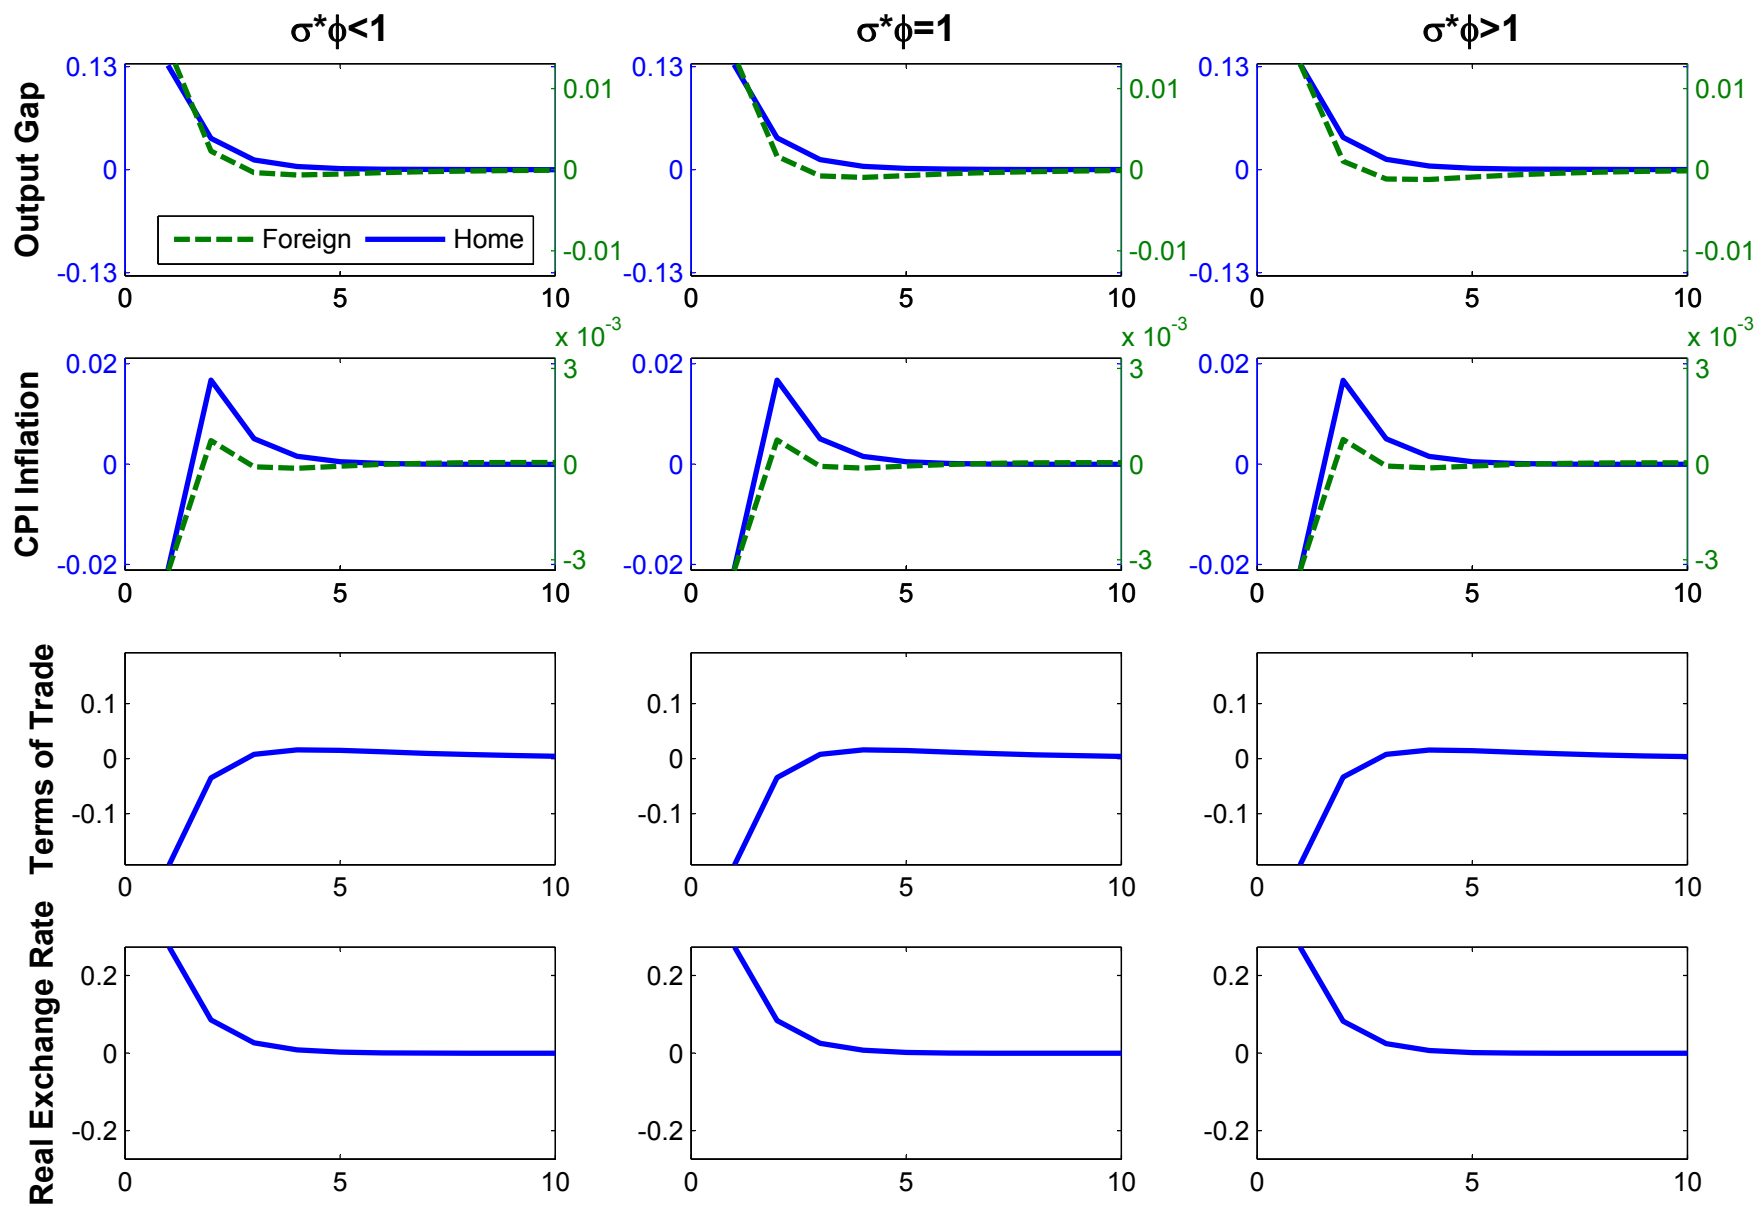 σ*ϕ<1 σ*ϕ=1 σ*ϕ>1
Output Gap
0.13 0.01 0.13 0.01 0.13 0.01
0 0 0 0 0 0
Foreign Home
-0.13 -0.01 -0.13 -0.01 -0.13 -0.01
0 5 10 0 5 10 0 5 10
CPI Inflation
x 10^-3 x 10^-3 x 10^-3
0.02 3 0.02 3 0.02 3
0 0 0 0 0 0
-0.02 -3 -0.02 -3 -0.02 -3
0 5 10 0 5 10 0 5 10
Terms of Trade
0.1 0.1 0.1
0 0 0
-0.1 -0.1 -0.1
0 5 10 0 5 10 0 5 10
Real Exchange Rate
0.2 0.2 0.2
0 0 0
-0.2 -0.2 -0.2
0 5 10 0 5 10 0 5 10